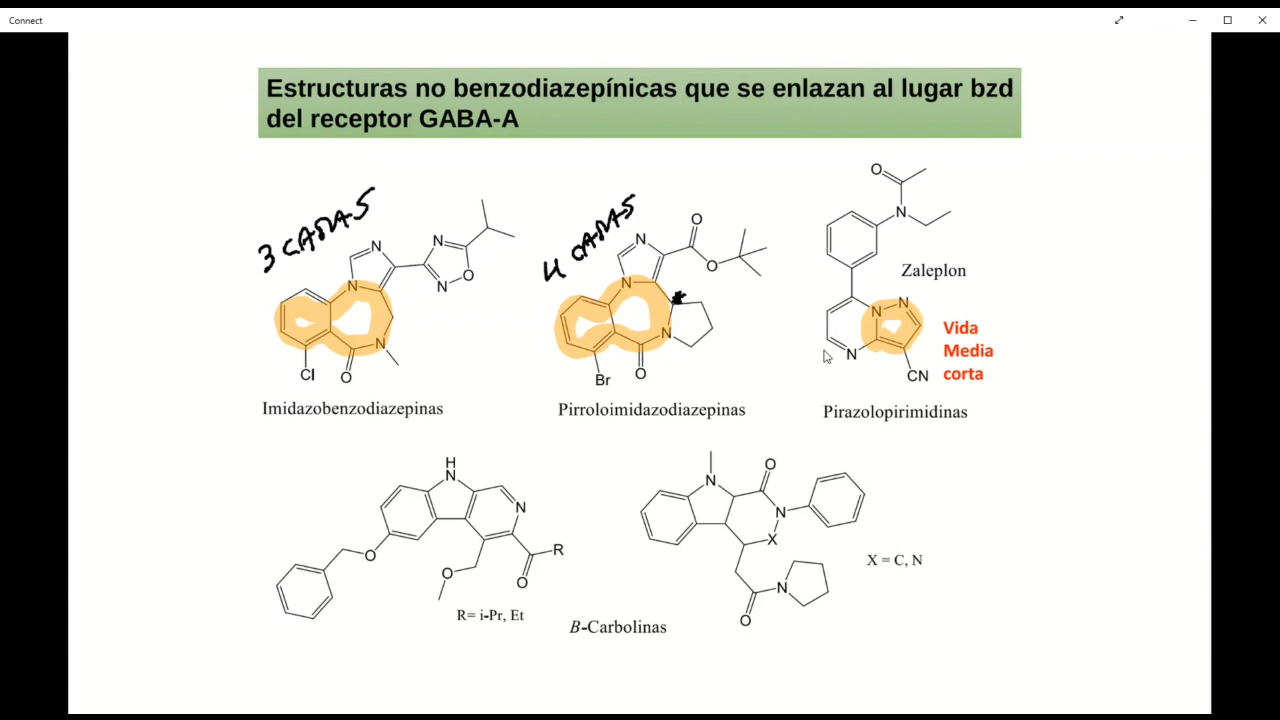 Connect
Estructuras no benzodiazepínicas que se enlazan al lugar bzd
del receptor GABA-A
3 CADAS
N
N
N
N
O
N
Cl
O
Imidazobenzodiazepinas
4 CADAS
N
N
O
O
N
Br
O
*
Pirroloimidazodiazepinas
O
N
Zaleplon
N
N
N
CN
Vida
Media
corta
Pirazolopirimidinas
H
N
N
O
O
R
O
R= i-Pr, Et
N
O
N
X
N
O
X = C, N
B-Carbolinas